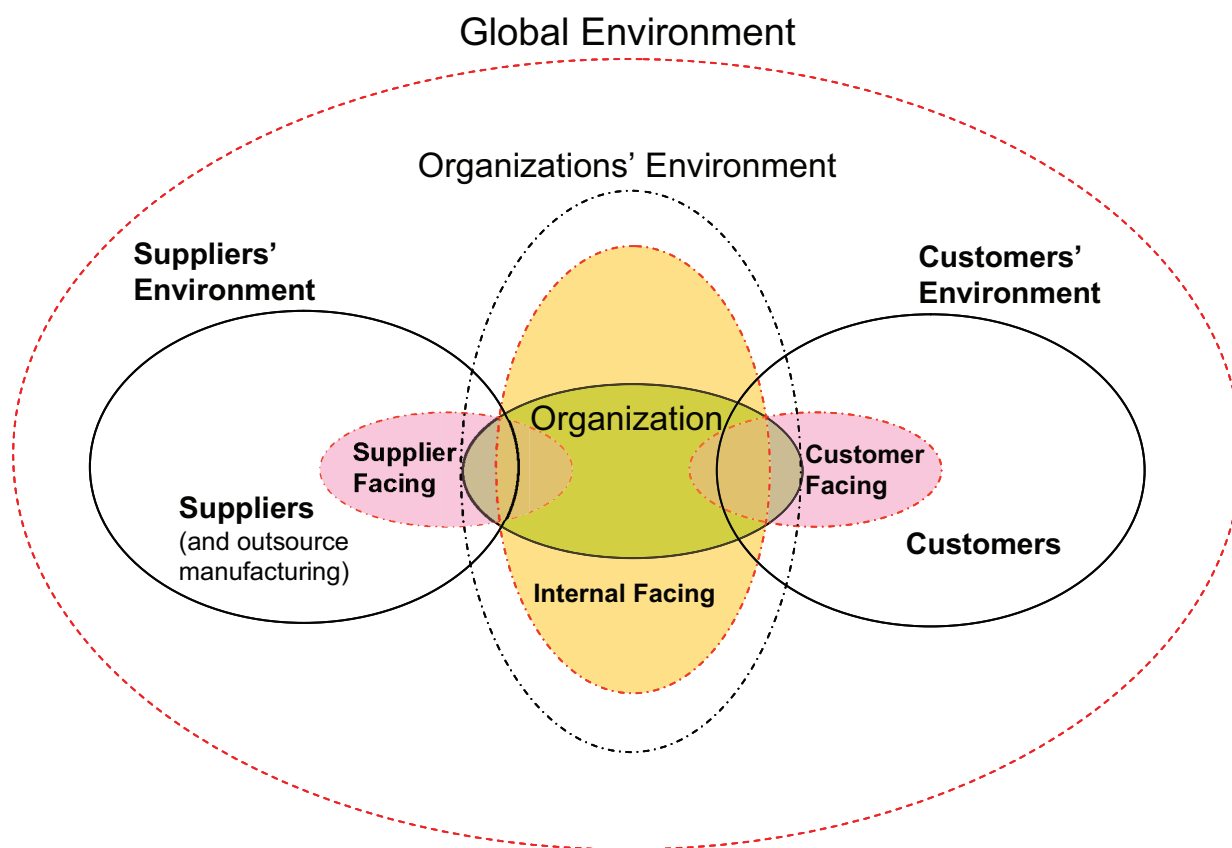 Global Environment
Organizations’ Environment
Suppliers’
Environment
Customers’
Environment
Organization
Supplier
Facing
Customer
Facing
Suppliers
(and outsource
manufacturing)
Customers
Internal Facing